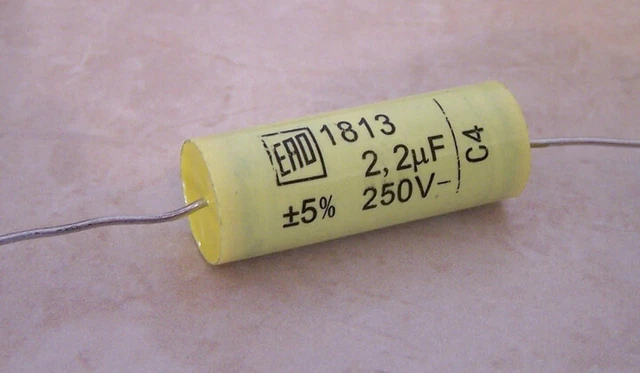 ERO 1813
2,2µF
±5% 250V–
C4